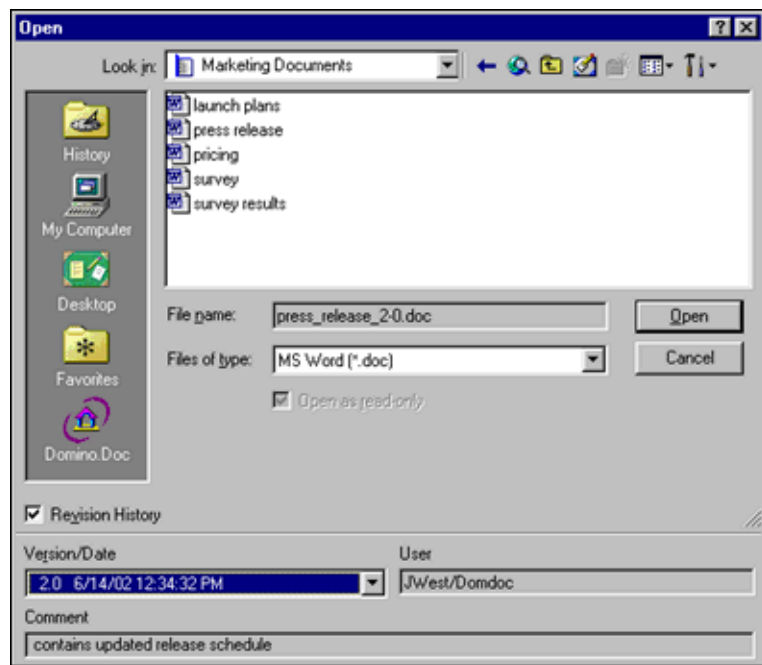 Open
Look in: Marketing Documents
launch plans
press release
pricing
survey
survey results
History
My Computer
Desktop
Favorites
Domino.Doc
File name: press_release_2-0.doc Open
Files of type: MS Word (*.doc) Cancel
Open as read-only
Revision History
Version/Date User
2.0 6/14/02 12:34:32 PM JWest/Domdoc
Comment
contains updated release schedule